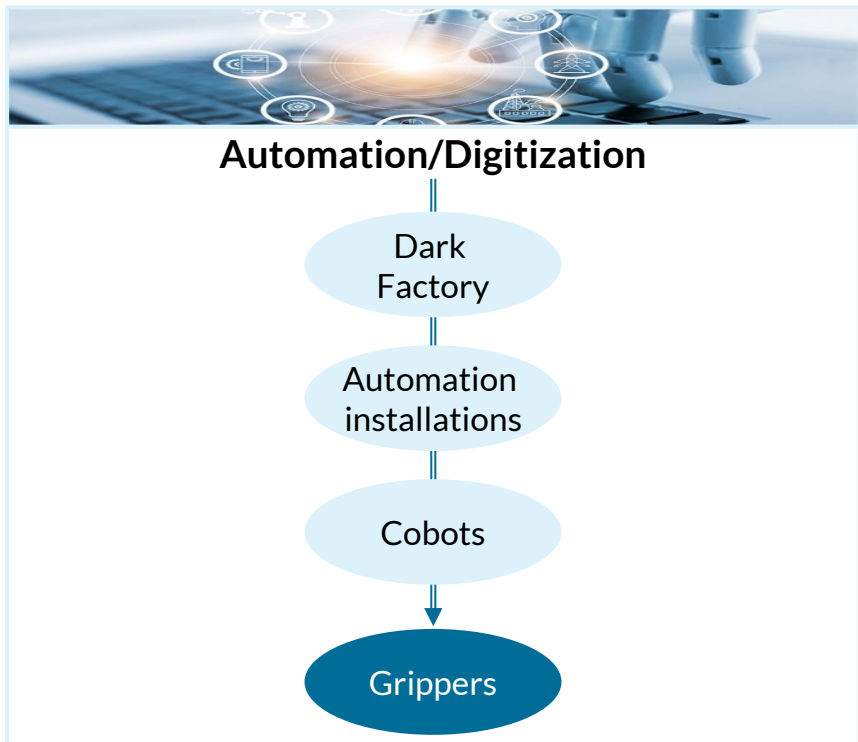 Automation/Digitization
Dark
Factory
Automation
installations
Cobots
Grippers